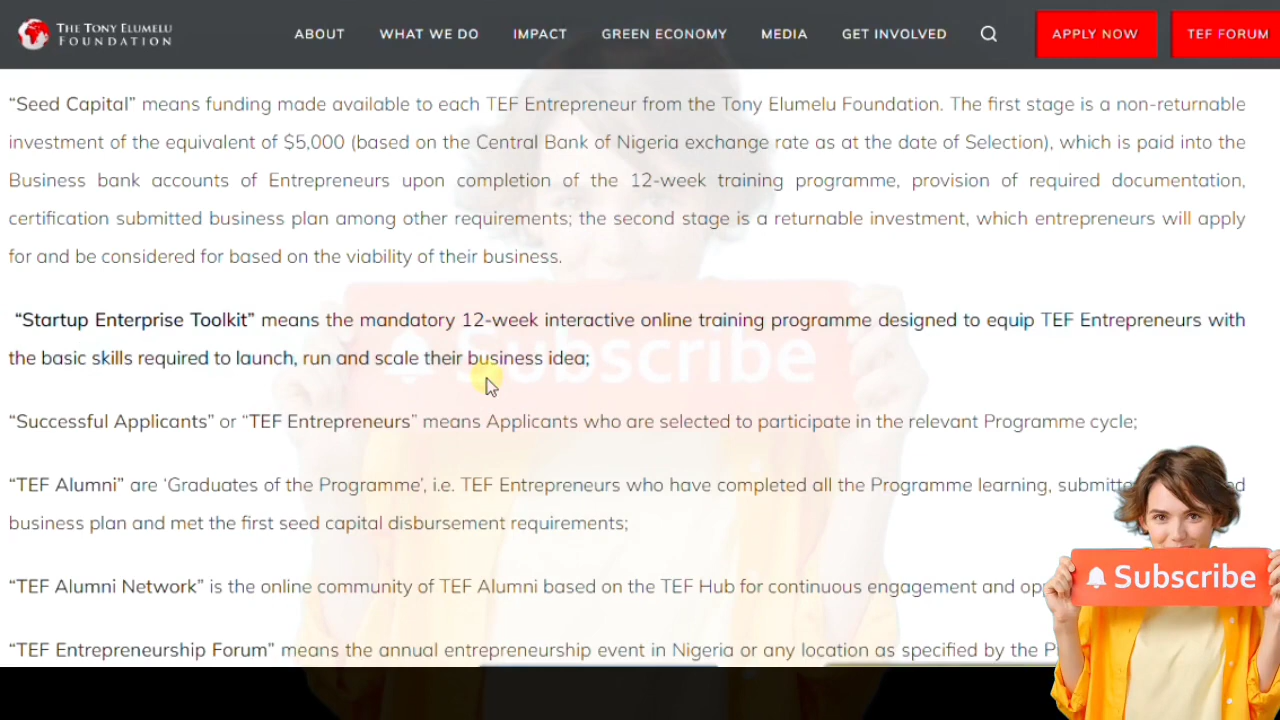 THE TONY ELUMELU
FOUNDATION
ABOUT
WHAT WE DO
IMPACT
GREEN ECONOMY
MEDIA
GET INVOLVED
APPLY NOW
TEF FORUM
“Seed Capital” means funding made available to each TEF Entrepreneur from the Tony Elumelu Foundation. The first stage is a non-returnable
investment of the equivalent of $5,000 (based on the Central Bank of Nigeria exchange rate as at the date of Selection), which is paid into the
Business bank accounts of Entrepreneurs upon completion of the 12-week training programme, provision of required documentation,
certification submitted business plan among other requirements; the second stage is a returnable investment, which entrepreneurs will apply
for and be considered for based on the viability of their business.
“Startup Enterprise Toolkit” means the mandatory 12-week interactive online training programme designed to equip TEF Entrepreneurs with
the basic skills required to launch, run and scale their business idea;
Subscribe
“Successful Applicants” or “TEF Entrepreneurs” means Applicants who are selected to participate in the relevant Programme cycle;
“TEF Alumni” are ‘Graduates of the Programme’, i.e. TEF Entrepreneurs who have completed all the Programme learning,
business plan and met the first seed capital disbursement requirements;
“TEF Alumni Network” is the online community of TEF Alumni based on the TEF Hub for continuous engagement and
“TEF Entrepreneurship Forum” means the annual entrepreneurship event in Nigeria or any location as specified by the
Subscribe